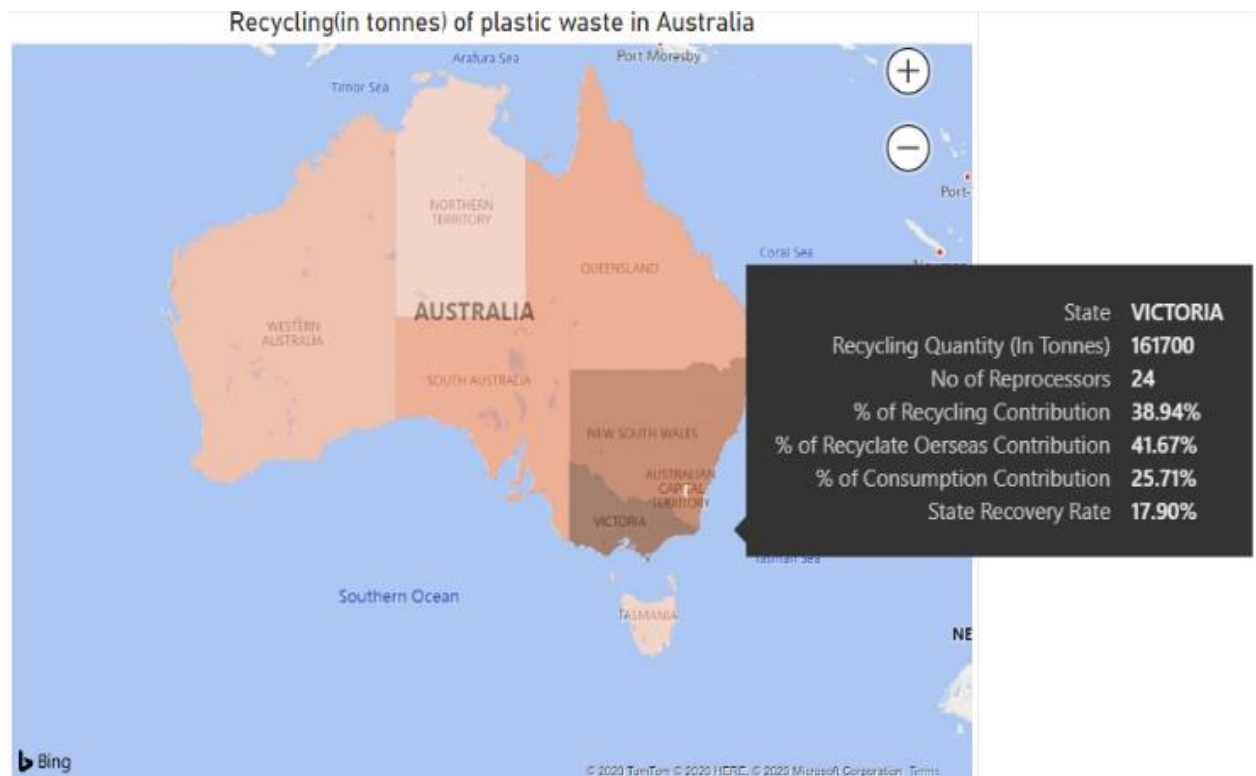 Recycling(in tonnes) of plastic waste in Australia
Arafura Sea
Port Moresby
Timor Sea
Port-
NORTHERN
TERRITORY
Coral Sea
QUEENSLAND
AUSTRALIA
WESTERN
AUSTRALIA
SOUTH AUSTRALIA
NEW SOUTH WALES
AUSTRALIAN
CAPITAL
TERRITORY
VICTORIA
State VICTORIA
Recycling Quantity (In Tonnes) 161700
No of Reprocessors 24
% of Recycling Contribution 38.94%
% of Recyclate Oerseas Contribution 41.67%
% of Consumption Contribution 25.71%
State Recovery Rate 17.90%
Tasman Sea
Southern Ocean
TASMANIA
NE
Bing
© 2020 TomTom © 2020 HERE, © 2020 Microsoft Corporation Terms